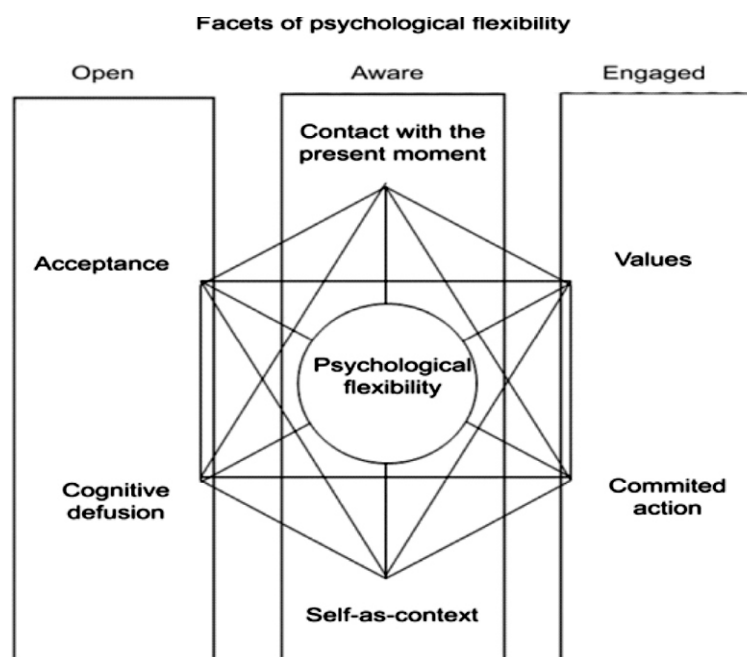 Facets of psychological flexibility
Open
Aware
Engaged
Contact with the
present moment
Acceptance
Values
Psychological
flexibility
Cognitive
defusion
Commited
action
Self-as-context